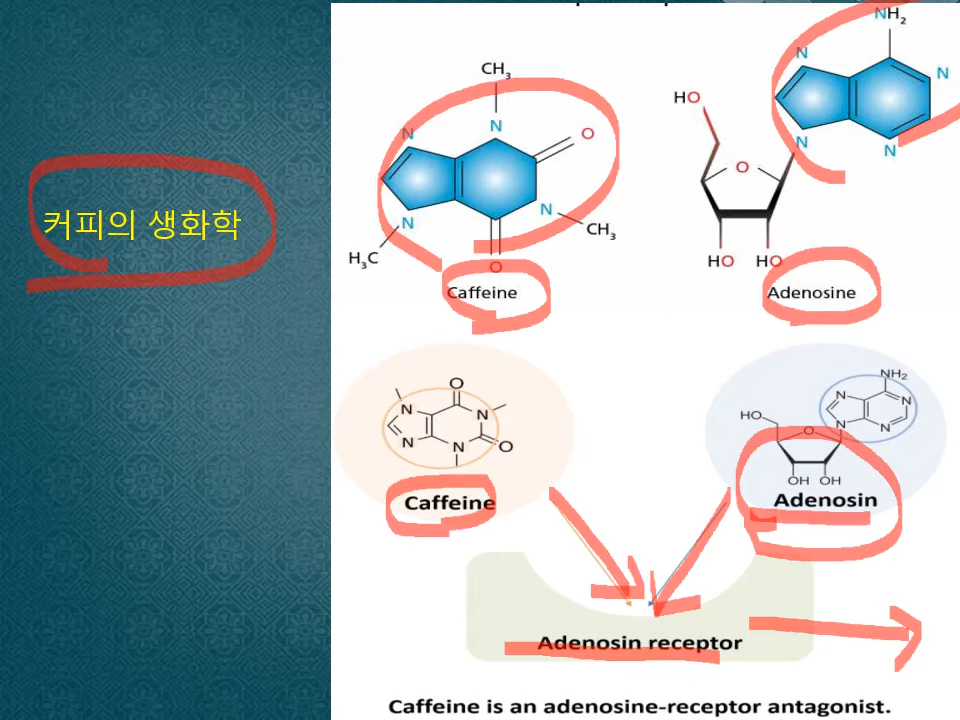 커피의 생화학
CH3
N
N
O
N
N
CH3
H3C
O
Caffeine
NH2
N
N
N
N
HO
O
HO
HO
Adenosine
O
N
N
N
N
O
Caffeine
NH2
N
N
N
N
HO
O
OH
OH
Adenosin
Adenosin receptor
Caffeine is an adenosine-receptor antagonist.